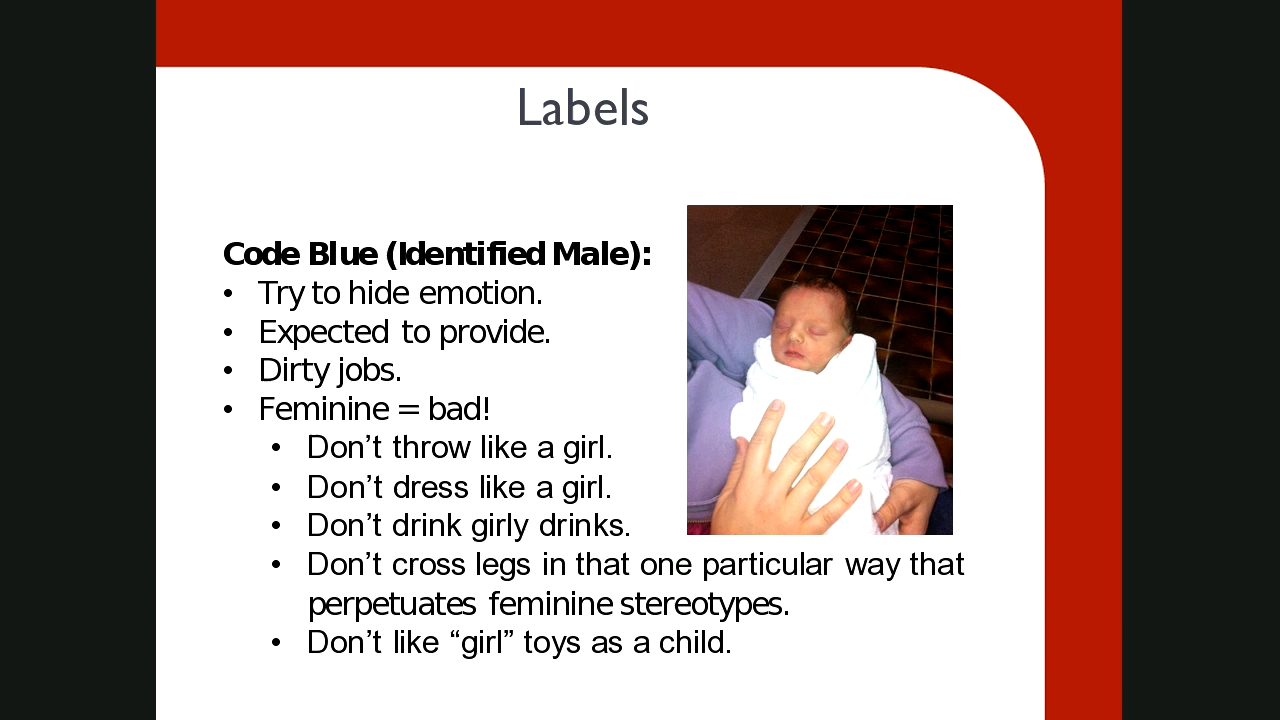 Labels
Code Blue (Identified Male):
• Try to hide emotion.
• Expected to provide.
• Dirty jobs.
• Feminine = bad!
• Don’t throw like a girl.
• Don’t dress like a girl.
• Don’t drink girly drinks.
• Don’t cross legs in that one particular way that
perpetuates feminine stereotypes.
• Don’t like “girl” toys as a child.